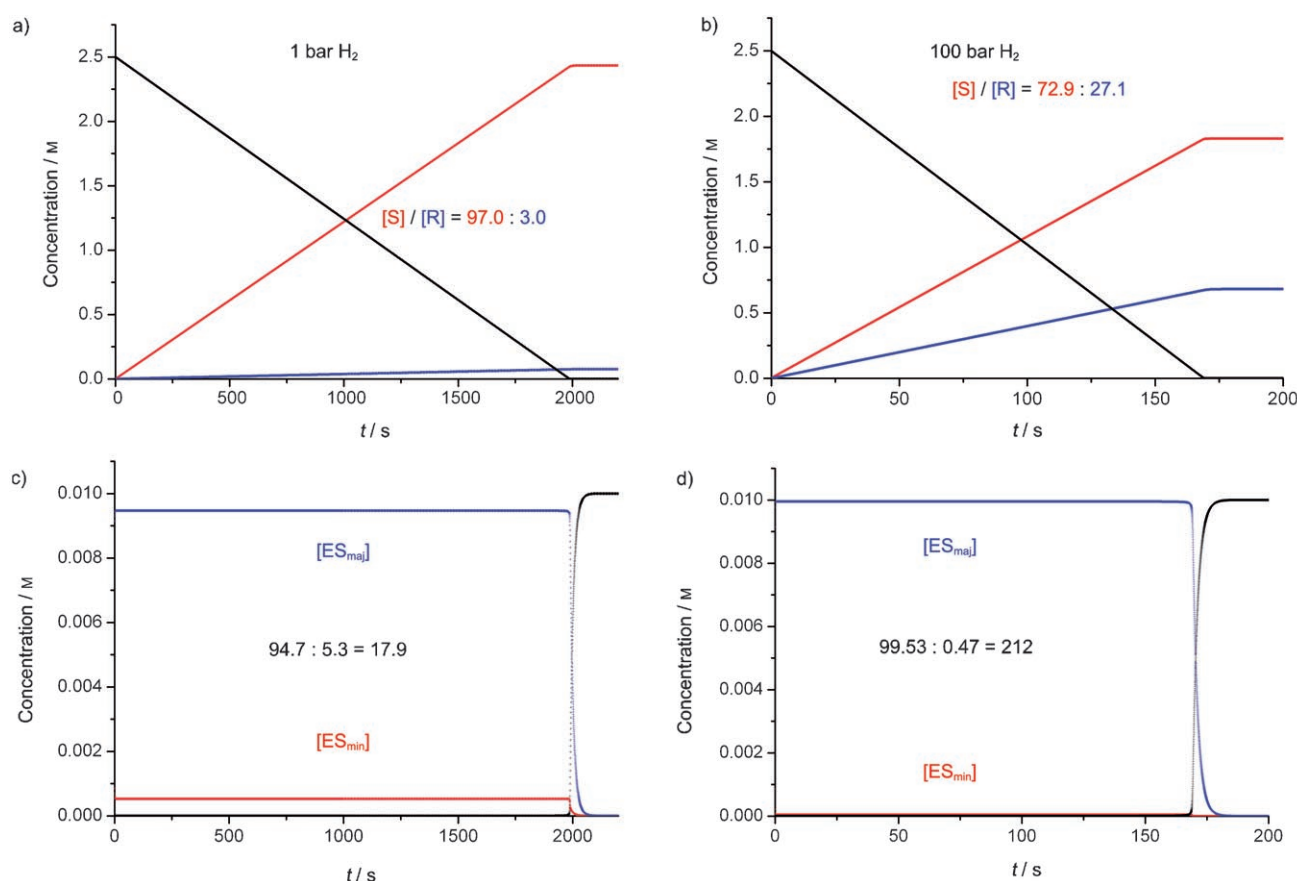 a)
1 bar H₂
[S] / [R] = 97.0 : 3.0
Concentration / M
2.5
2.0
1.5
1.0
0.5
0.0
0 500 1000 1500 2000
t / s
b)
100 bar H₂
[S] / [R] = 72.9 : 27.1
Concentration / M
2.5
2.0
1.5
1.0
0.5
0.0
0 50 100 150 200
t / s
c)
[ES_maj]
94.7 : 5.3 = 17.9
[ES_min]
Concentration / M
0.010
0.008
0.006
0.004
0.002
0.000
0 500 1000 1500 2000
t / s
d)
[ES_maj]
99.53 : 0.47 = 212
[ES_min]
Concentration / M
0.010
0.008
0.006
0.004
0.002
0.000
0 50 100 150 200
t / s